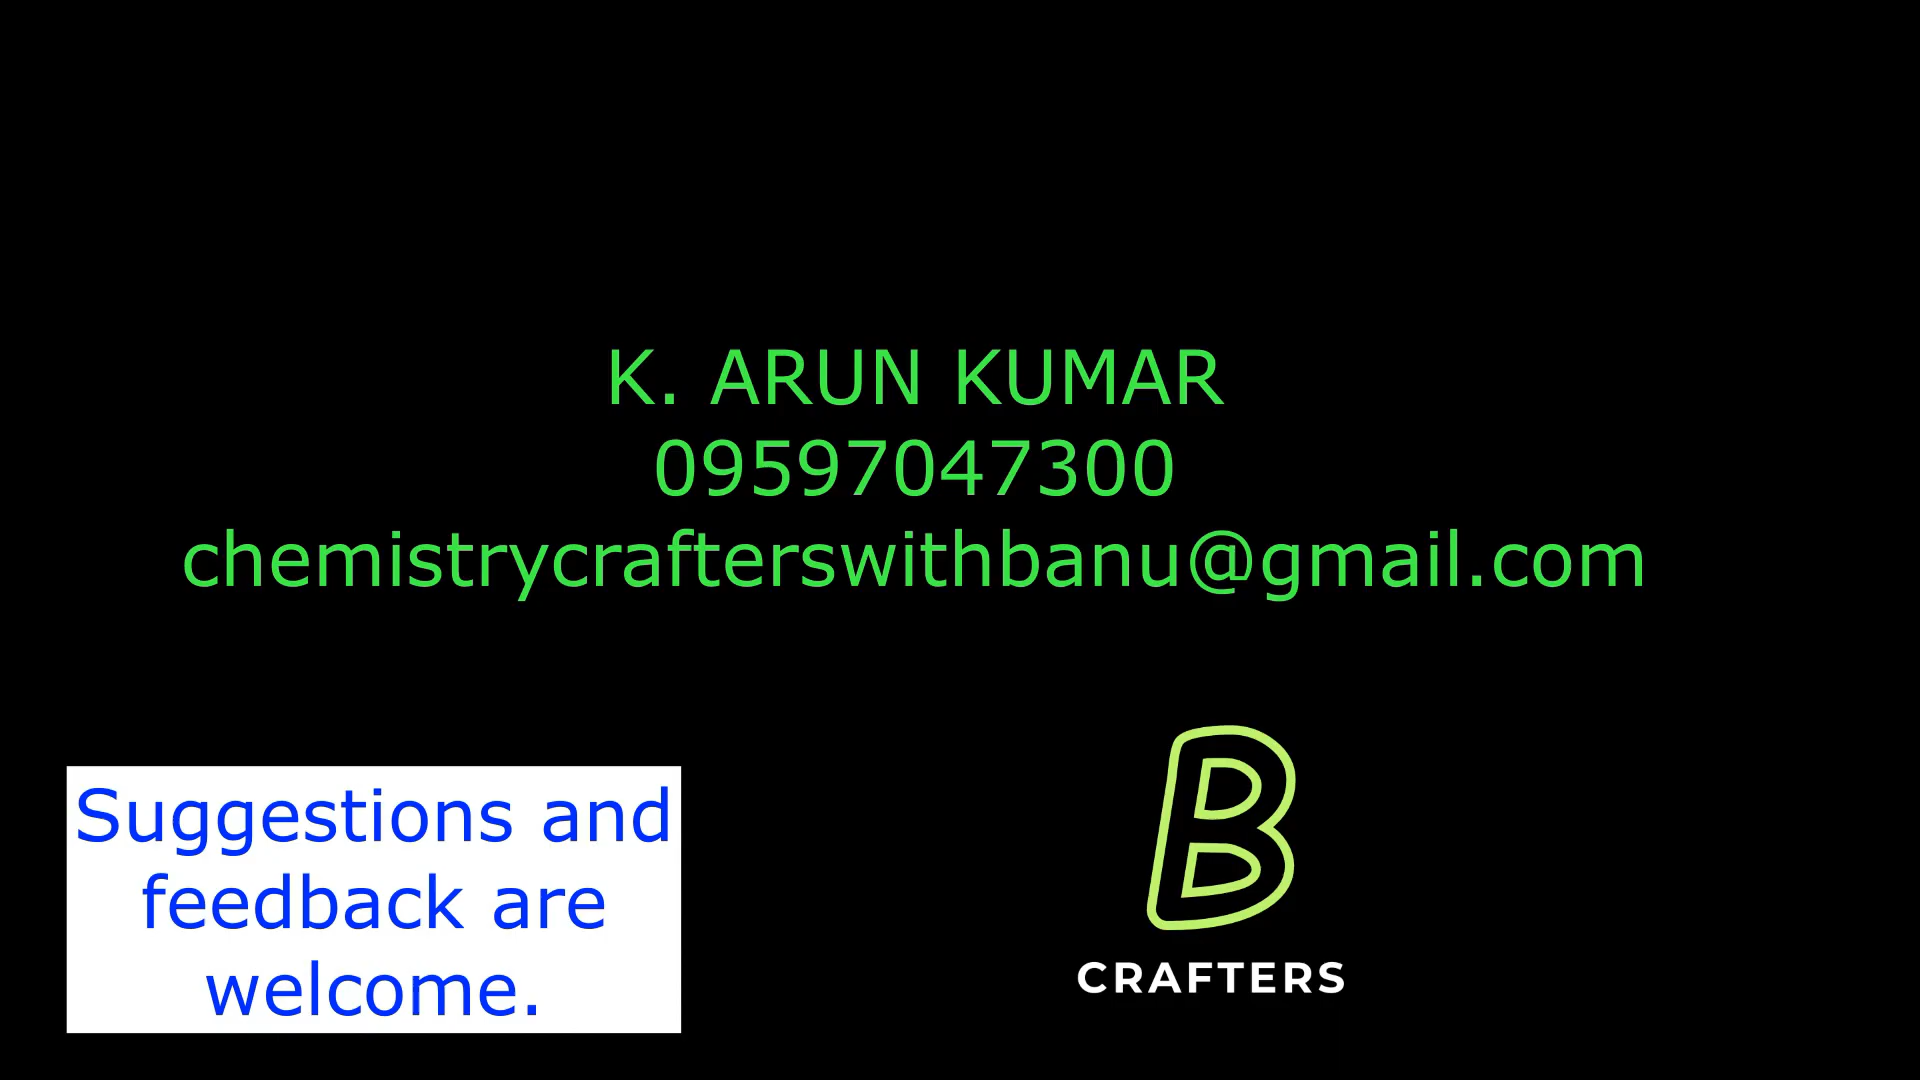 K. ARUN KUMAR
09597047300
chemistrycrafterswithbanu@gmail.com
Suggestions and
feedback are
welcome.
B
CRAFTERS